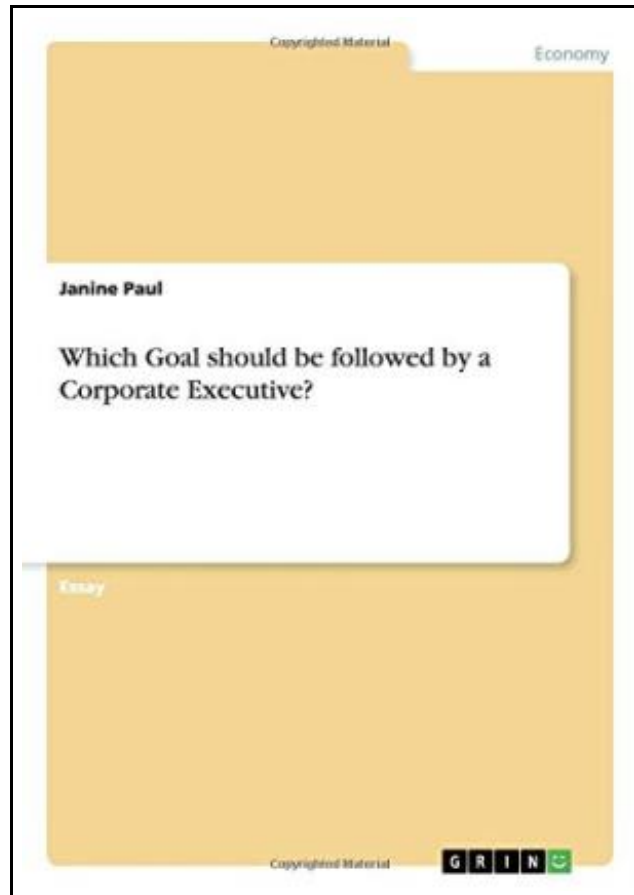 Copyrighted Material
Economy
Janine Paul
Which Goal should be followed by a
Corporate Executive?
Essay
Copyrighted Material
GRIN